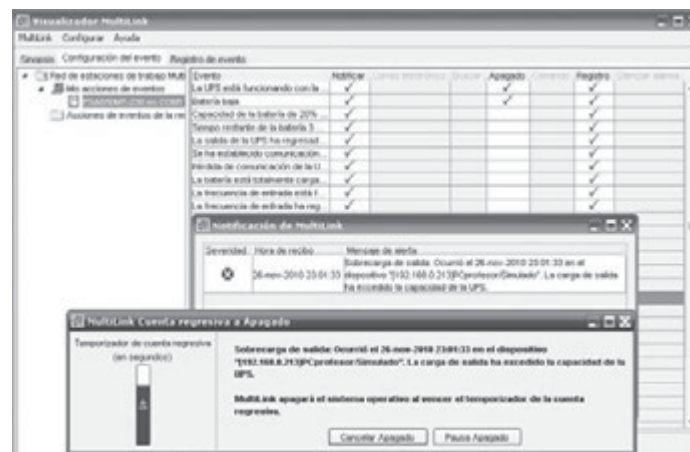 Visualizador MultiLink
MultiLink Configurar Ayuda
Sinopsis Configuración del evento Registro de evento
Red de estaciones de trabajo Multi
Mis acciones de eventos
Acciones de eventos de la re
Evento Notificar Correo electrónico Buscar Apagado Comando Registro
La UPS está funcionando con la ...
Batería baja
Capacidad de la batería de 20% ...
Tiempo restante de la batería 5 ...
La salida de la UPS ha regresad...
Se ha establecido comunicación...
Pérdida de comunicación de la U...
La batería está totalmente carga...
La frecuencia de entrada está f...
La frecuencia de entrada ha reg...
Notificación de MultiLink
Severidad Hora de recibo Mensaje de alerta
26-nov-2010 23:01:33
Sobrecarga de salida: Ocurrió el 26-nov-2010 23:01:33 en el
dispositivo "[192.168.0.213]PCprofesor/Simulado". La carga de salida
ha excedido la capacidad de la UPS.
MultiLink Cuenta regresiva a Apagado
Temporizador de cuenta regresiva
(en segundos)
Sobrecarga de salida: Ocurrió el 26-nov-2010 23:01:33 en el dispositivo
"[192.168.0.213]PCprofesor/Simulado". La carga de salida ha excedido la capacidad de la
UPS.
MultiLink apagará el sistema operativo al vencer el temporizador de la cuenta
regresiva.
Cancelar Apagado Pausa Apagado